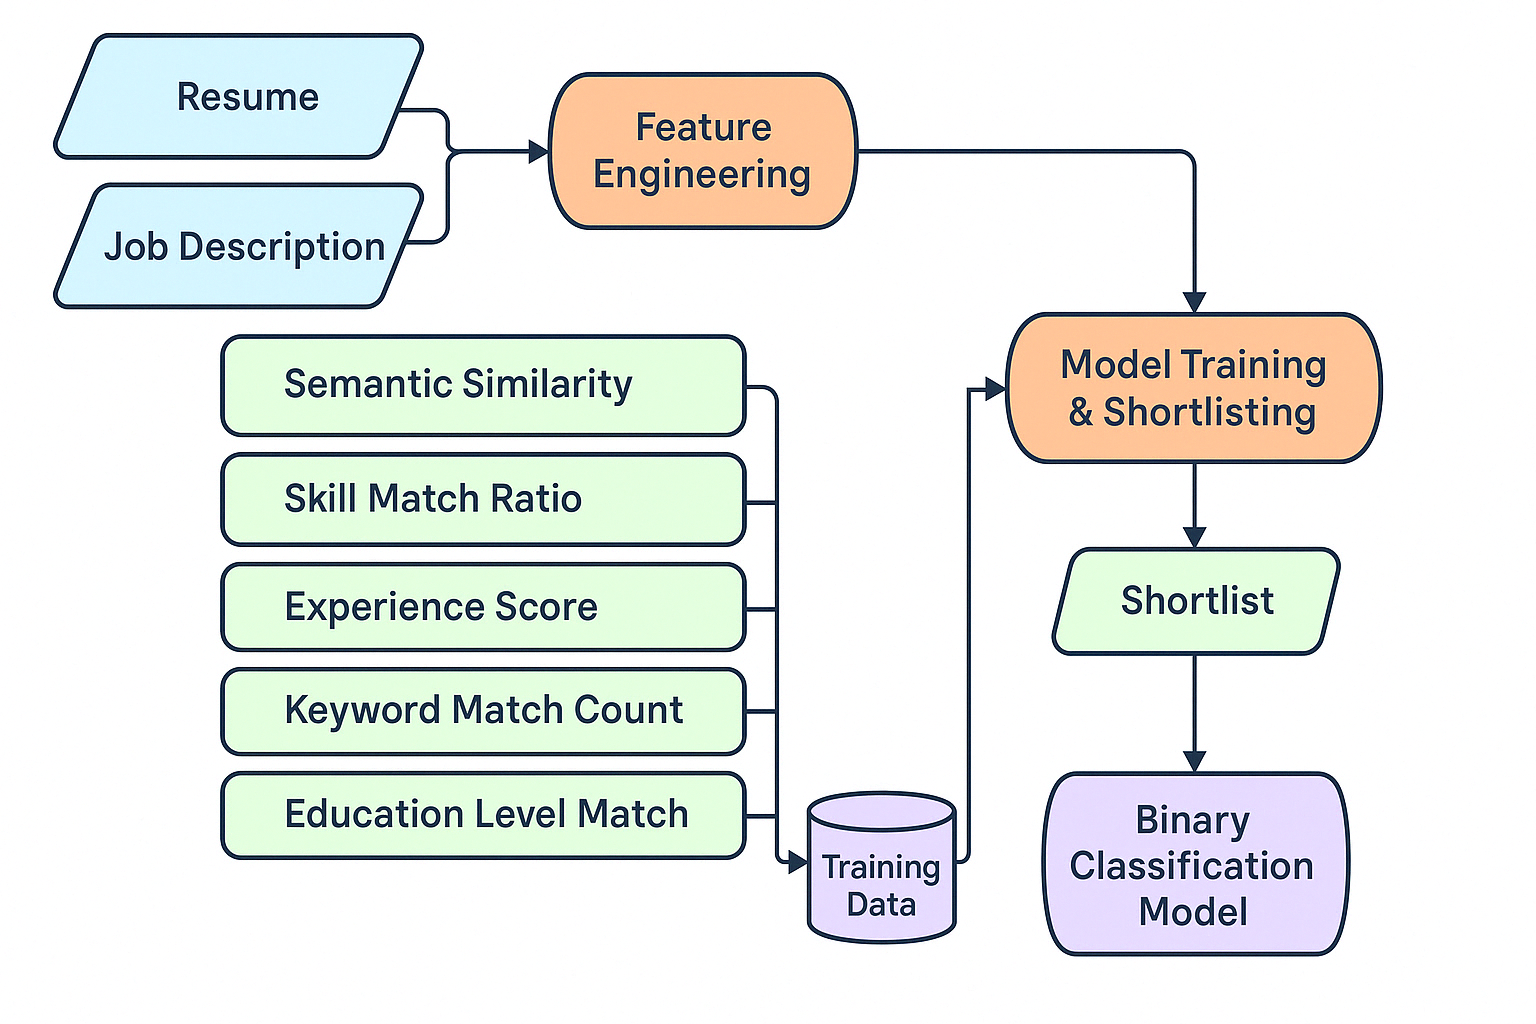 Resume
Job Description
Feature
Engineering
Semantic Similarity
Skill Match Ratio
Experience Score
Keyword Match Count
Education Level Match
Training
Data
Model Training
& Shortlisting
Shortlist
Binary
Classification
Model